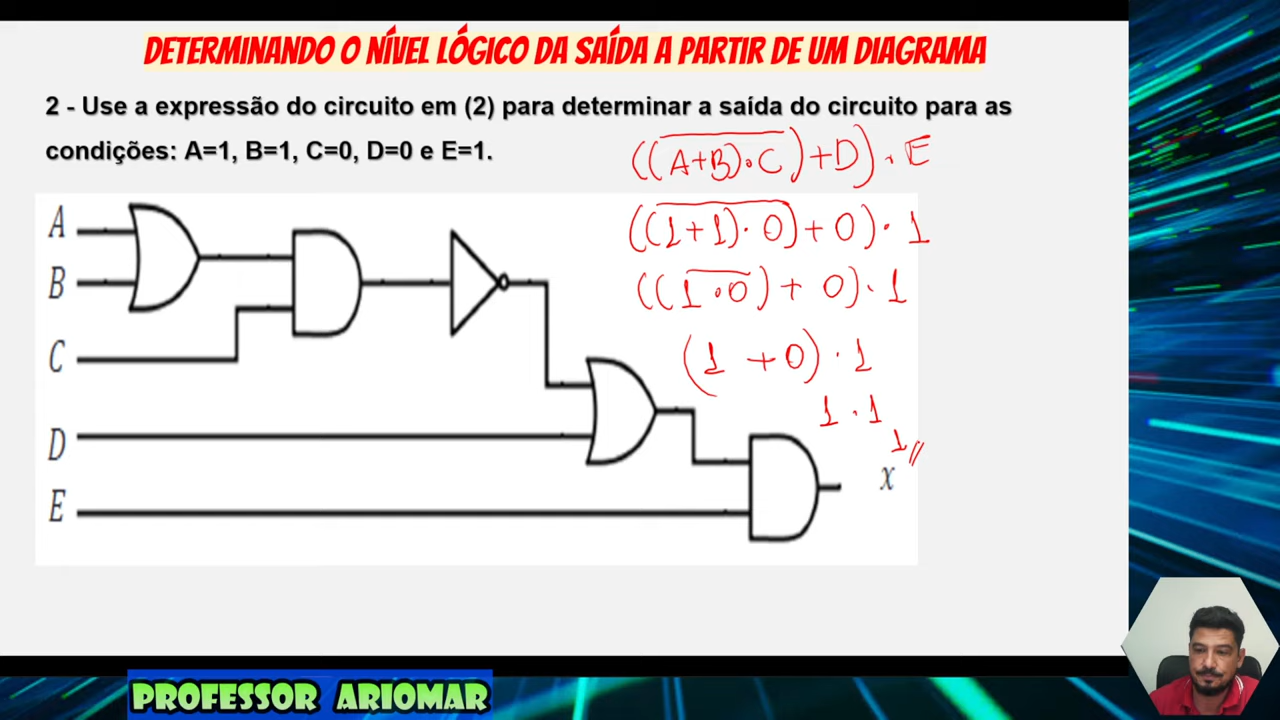 DETERMINANDO O NÍVEL LÓGICO DA SAÍDA A PARTIR DE UM DIAGRAMA
2 - Use a expressão do circuito em (2) para determinar a saída do circuito para as
condições: A=1, B=1, C=0, D=0 e E=1.
((A+B)·C)+D)·E
((1+1)·0)+0)·1
((1·0)+0)·1
(1+0)·1
1·1
1
A
B
C
D
E
x
PROFESSOR ARIOMAR